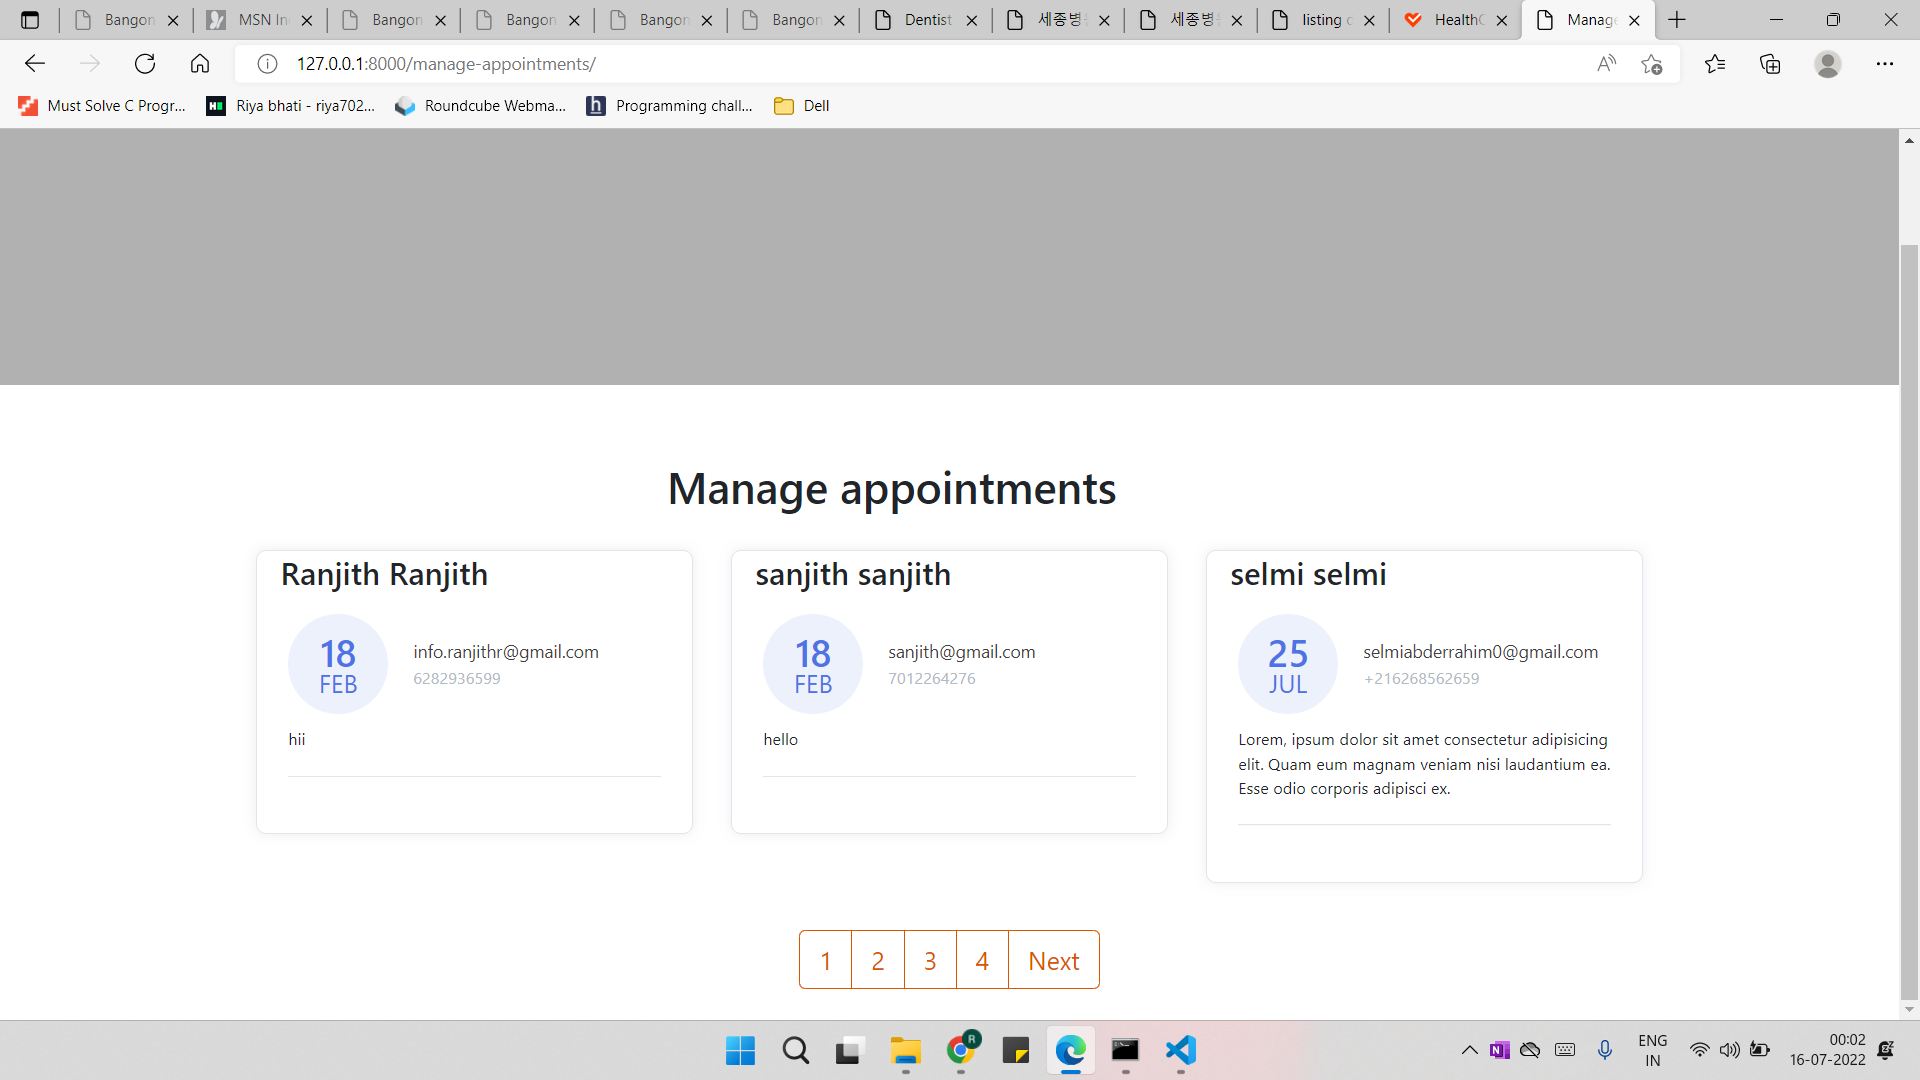 Bangon
MSN In
Bangon
Bangon
Bangon
Bangon
Dentist
세종병
세종병
listing
Health
Manage
127.0.0.1:8000/manage-appointments/
Must Solve C Progr...
Riya bhati - riya702...
Roundcube Webma...
Programming chall...
Dell
Manage appointments
Ranjith Ranjith
18
FEB
info.ranjithr@gmail.com
6282936599
hii
sanjith sanjith
18
FEB
sanjith@gmail.com
7012264276
hello
selmi selmi
25
JUL
selmiabderrahim0@gmail.com
+216268562659
Lorem, ipsum dolor sit amet consectetur adipisicing
elit. Quam eum magnam veniam nisi laudantium ea.
Esse odio corporis adipisci ex.
1 2 3 4 Next
R
ENG
IN
00:02
16-07-2022